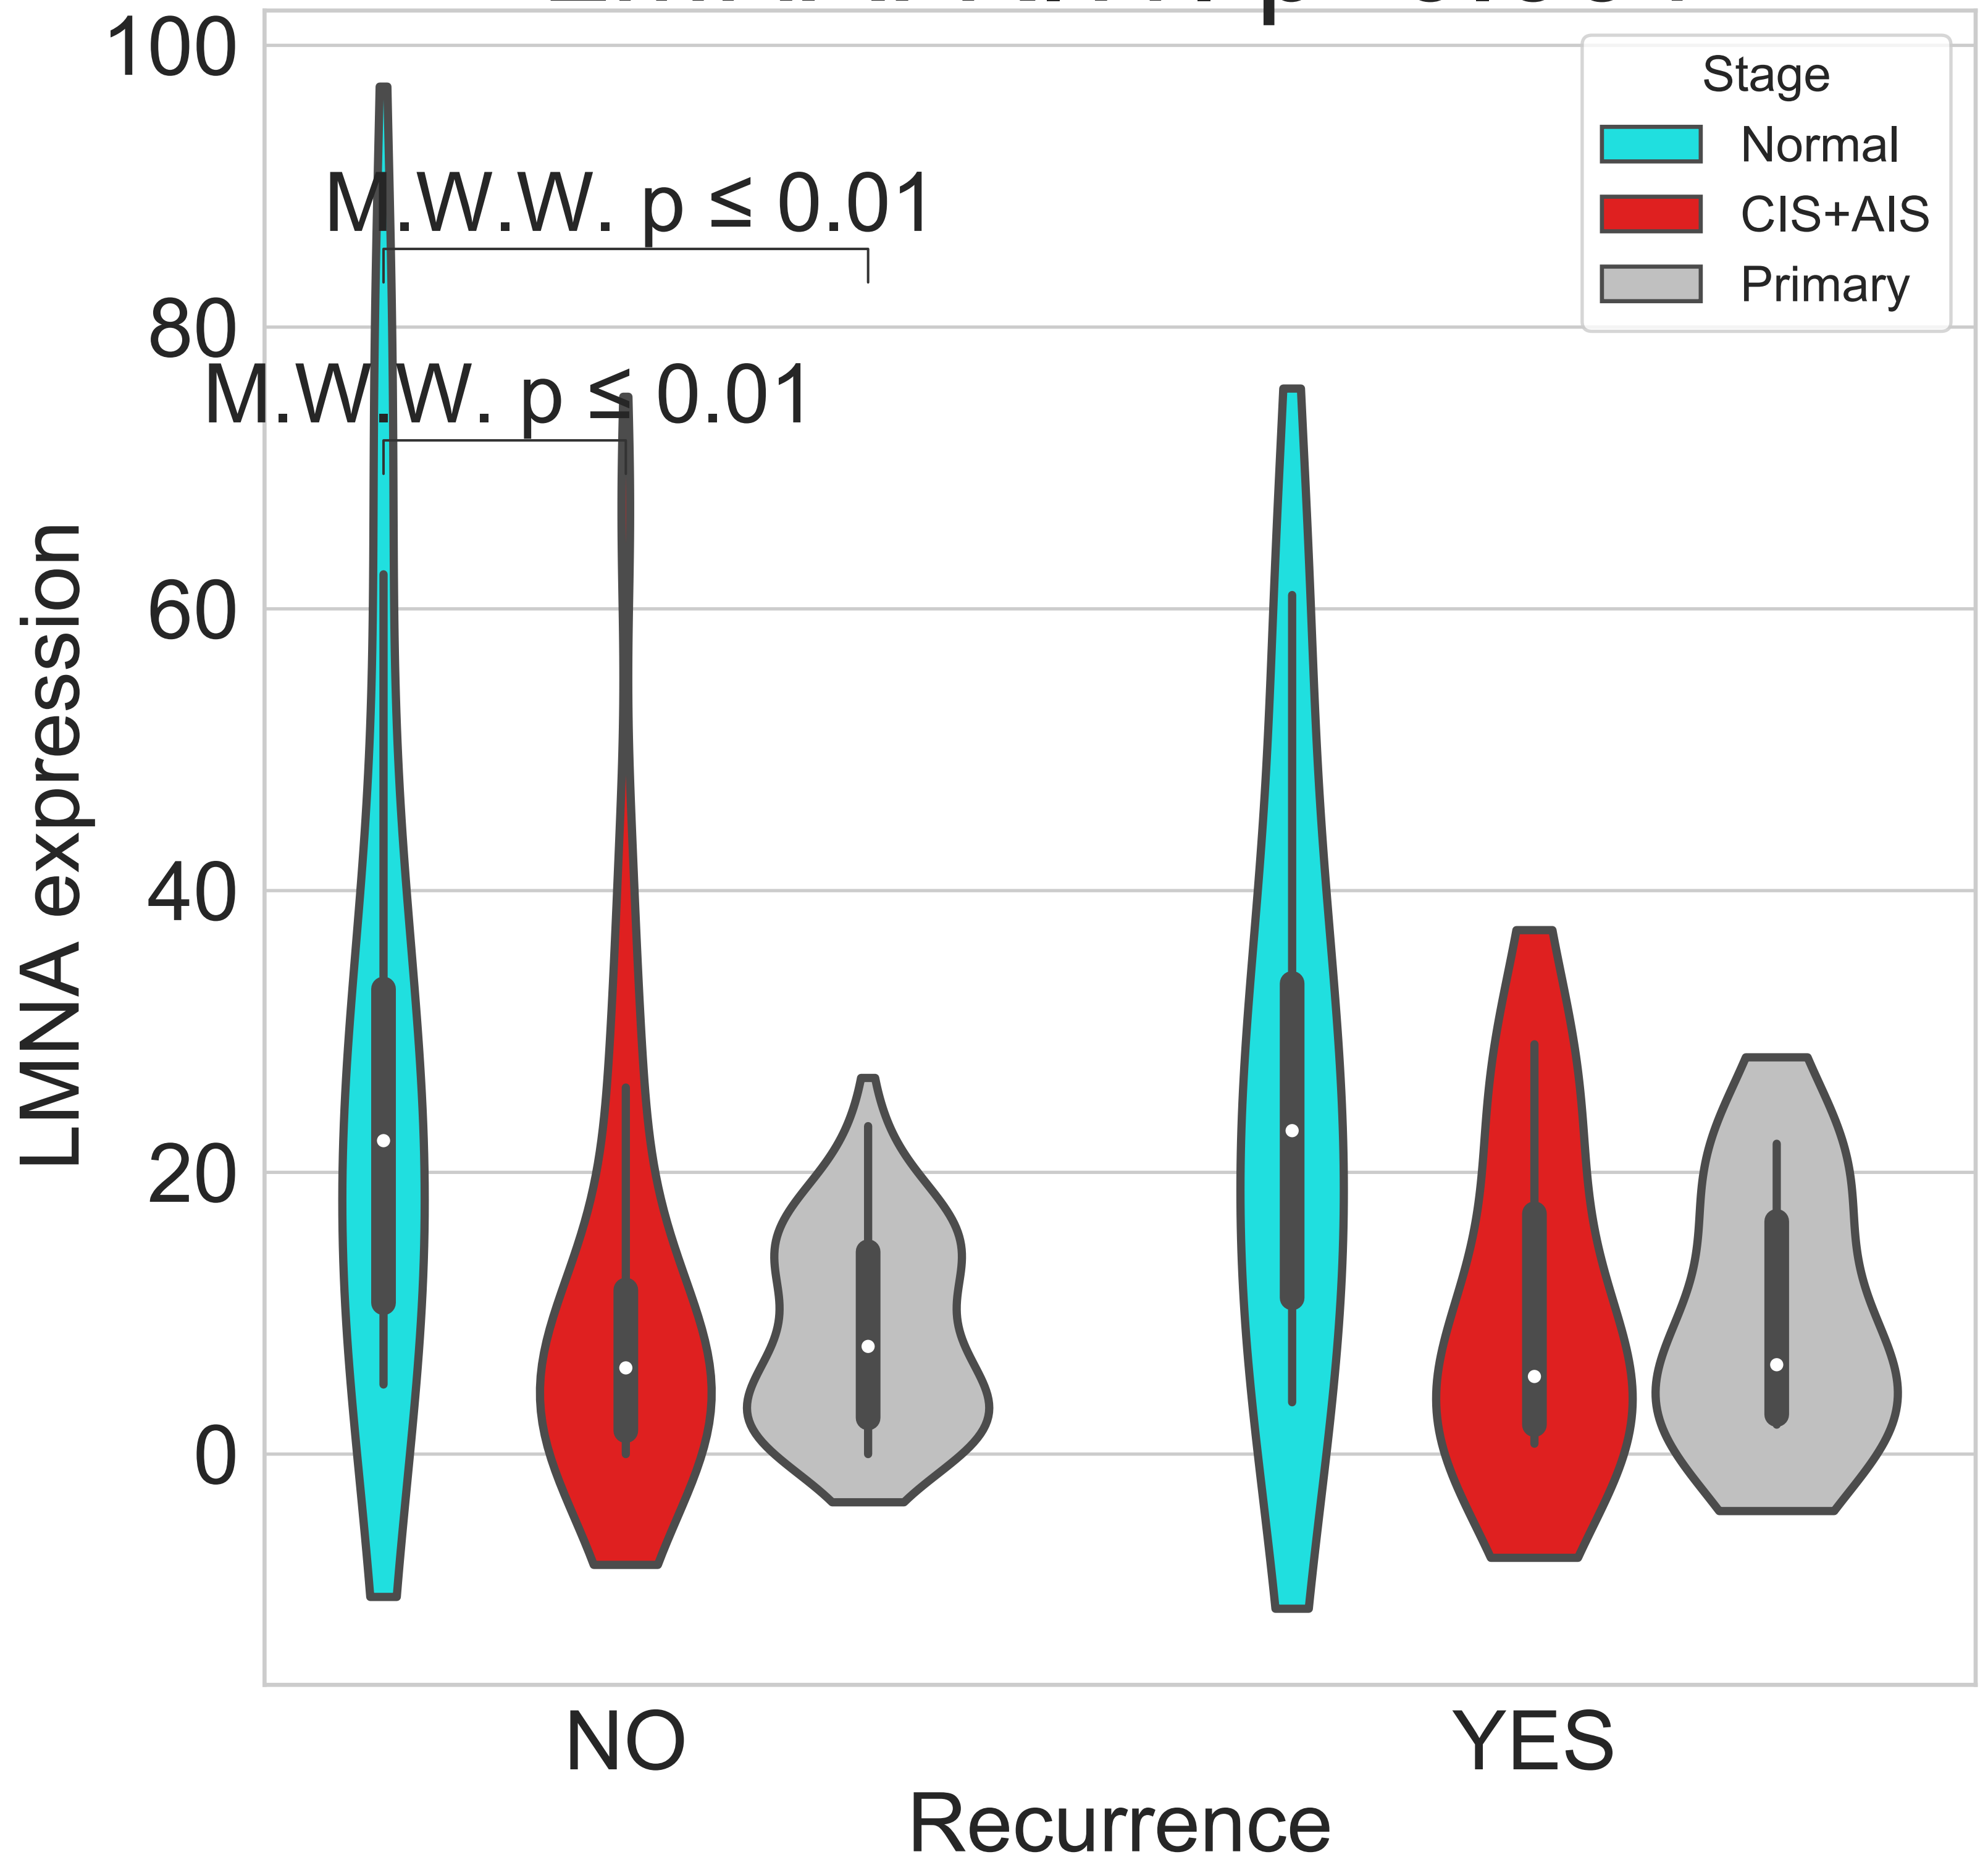 100
80
60
40
20
0
LMNA expression
M.W.W. p ≤ 0.01
M.W.W. p ≤ 0.01
Stage
Normal
CIS+AIS
Primary
NO
YES
Recurrence